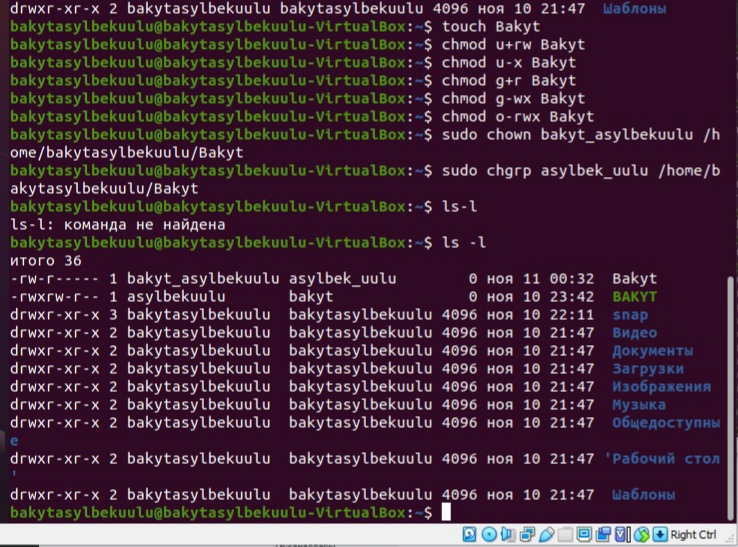 drwxr-xr-x 2 bakytasylbekuulu bakytasylbekuulu 4096 ноя 10 21:47 Шаблоны
bakytasylbekuulu@bakytasylbekuulu-VirtualBox:~$ touch Bakyt
bakytasylbekuulu@bakytasylbekuulu-VirtualBox:~$ chmod u+rw Bakyt
bakytasylbekuulu@bakytasylbekuulu-VirtualBox:~$ chmod u-x Bakyt
bakytasylbekuulu@bakytasylbekuulu-VirtualBox:~$ chmod g+r Bakyt
bakytasylbekuulu@bakytasylbekuulu-VirtualBox:~$ chmod g-wx Bakyt
bakytasylbekuulu@bakytasylbekuulu-VirtualBox:~$ chmod o-rwx Bakyt
bakytasylbekuulu@bakytasylbekuulu-VirtualBox:~$ sudo chown bakyt_asylbekuulu /h
ome/bakytasylbekuulu/Bakyt
bakytasylbekuulu@bakytasylbekuulu-VirtualBox:~$ sudo chgrp asylbek_uulu /home/b
akytasylbekuulu/Bakyt
bakytasylbekuulu@bakytasylbekuulu-VirtualBox:~$ ls-l
ls-l: команда не найдена
bakytasylbekuulu@bakytasylbekuulu-VirtualBox:~$ ls -l
итого 36
-rw-r----- 1 bakyt_asylbekuulu asylbek_uulu 0 ноя 11 00:32 Bakyt
-rwxrw-r-- 1 asylbekuulu bakyt 0 ноя 10 23:42 BAKYT
drwxr-xr-x 3 bakytasylbekuulu bakytasylbekuulu 4096 ноя 10 22:11 snap
drwxr-xr-x 2 bakytasylbekuulu bakytasylbekuulu 4096 ноя 10 21:47 Видео
drwxr-xr-x 2 bakytasylbekuulu bakytasylbekuulu 4096 ноя 10 21:47 Документы
drwxr-xr-x 2 bakytasylbekuulu bakytasylbekuulu 4096 ноя 10 21:47 Загрузки
drwxr-xr-x 2 bakytasylbekuulu bakytasylbekuulu 4096 ноя 10 21:47 Изображения
drwxr-xr-x 2 bakytasylbekuulu bakytasylbekuulu 4096 ноя 10 21:47 Музыка
drwxr-xr-x 2 bakytasylbekuulu bakytasylbekuulu 4096 ноя 10 21:47 Общедоступны
е
drwxr-xr-x 2 bakytasylbekuulu bakytasylbekuulu 4096 ноя 10 21:47 'Рабочий стол
'
drwxr-xr-x 2 bakytasylbekuulu bakytasylbekuulu 4096 ноя 10 21:47 Шаблоны
bakytasylbekuulu@bakytasylbekuulu-VirtualBox:~$
Right Ctrl